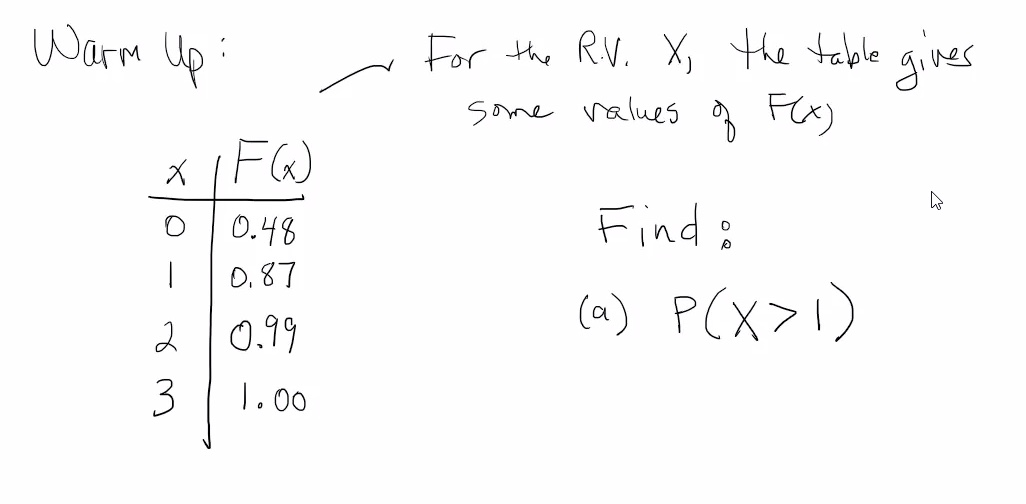 Warm Up:
For the R.V. X, the table gives
some values of F(x)
x F(x)
0 0.48
1 0.87
2 0.99
3 1.00
Find:
(a) P(X > 1)